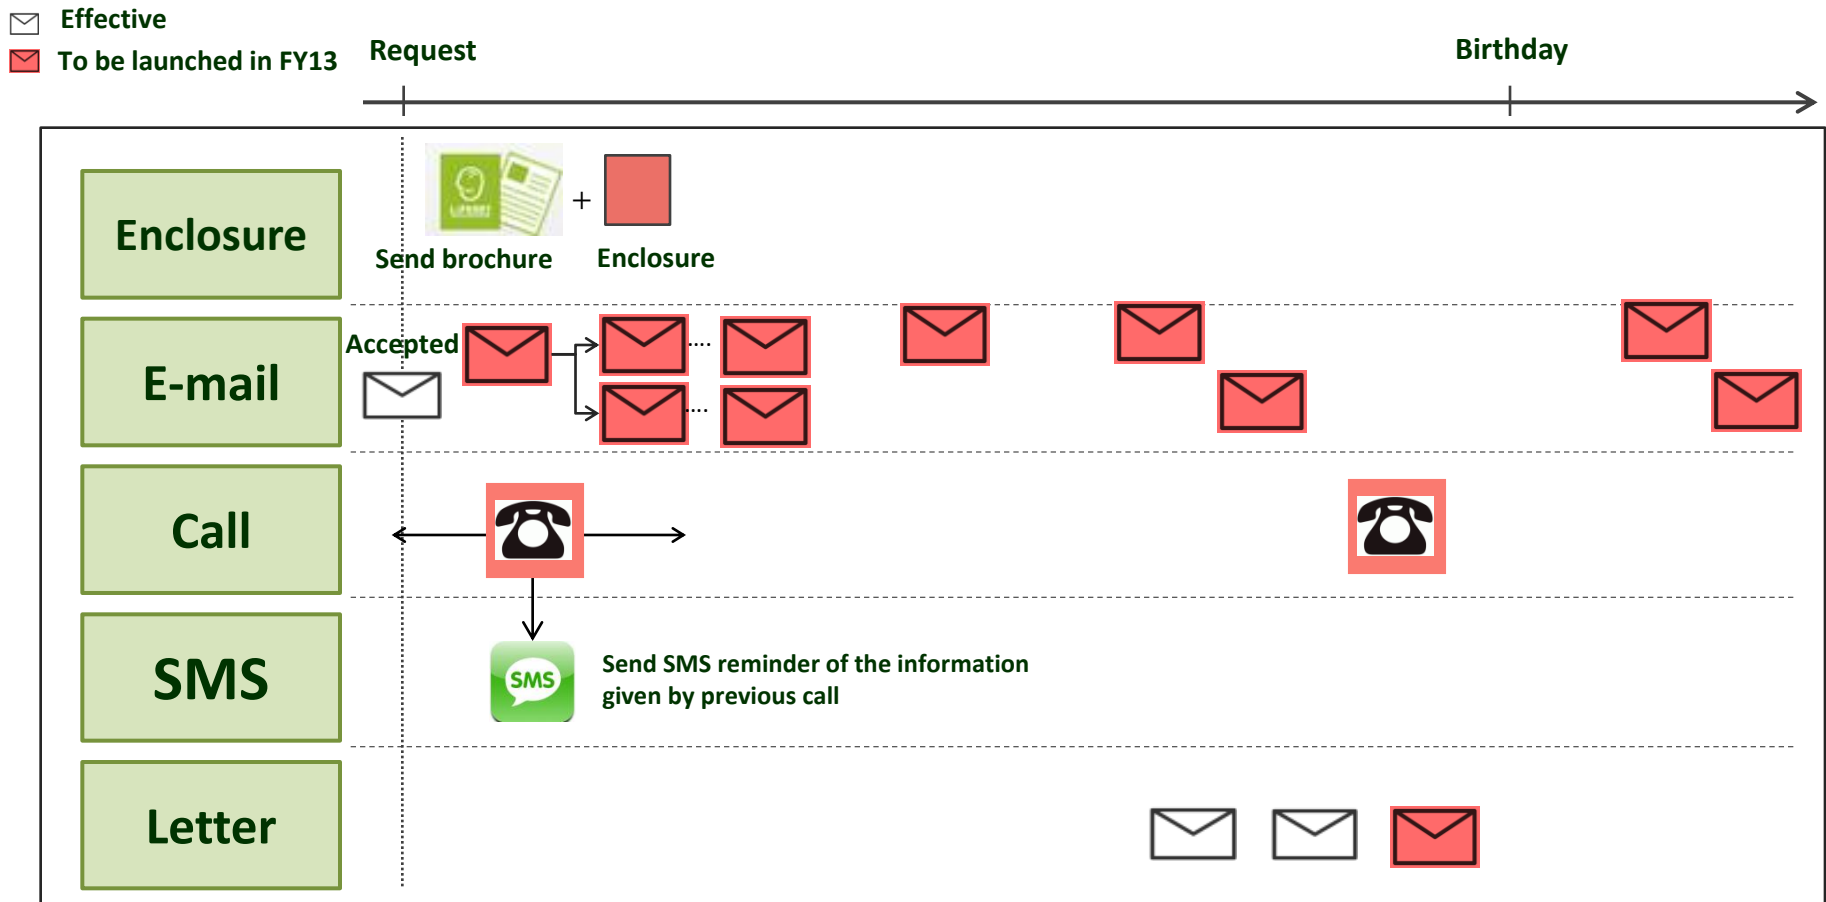 Effective
To be launched in FY13
Request
Birthday
Enclosure
+
Send brochure
Enclosure
E-mail
Accepted
....
....
Call
SMS
SMS
Send SMS reminder of the information
given by previous call
Letter